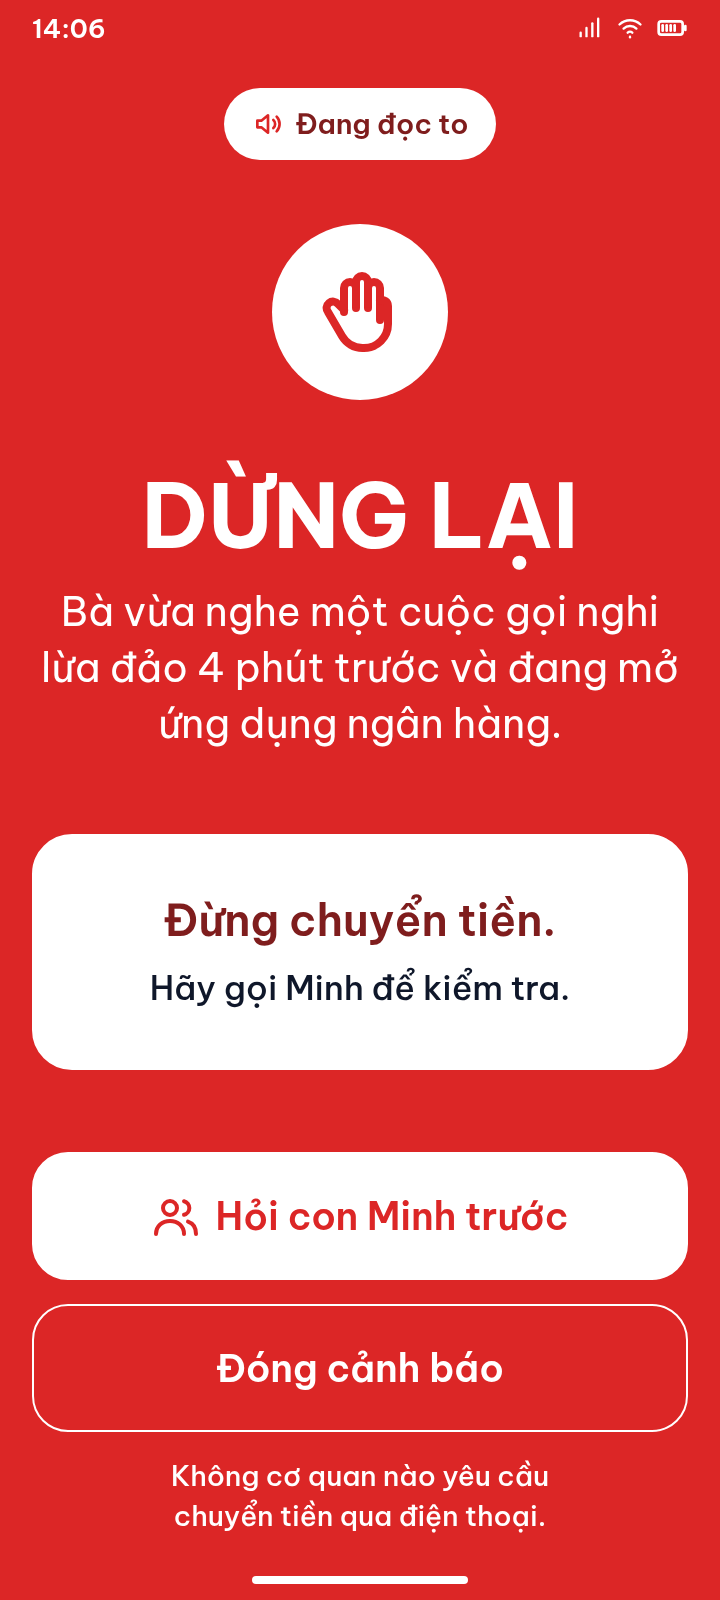 14:06
Đang đọc to
DỪNG LẠI
Bà vừa nghe một cuộc gọi nghi
lừa đảo 4 phút trước và đang mở
ứng dụng ngân hàng.
Đừng chuyển tiền.
Hãy gọi Minh để kiểm tra.
Hỏi con Minh trước
Đóng cảnh báo
Không cơ quan nào yêu cầu
chuyển tiền qua điện thoại.